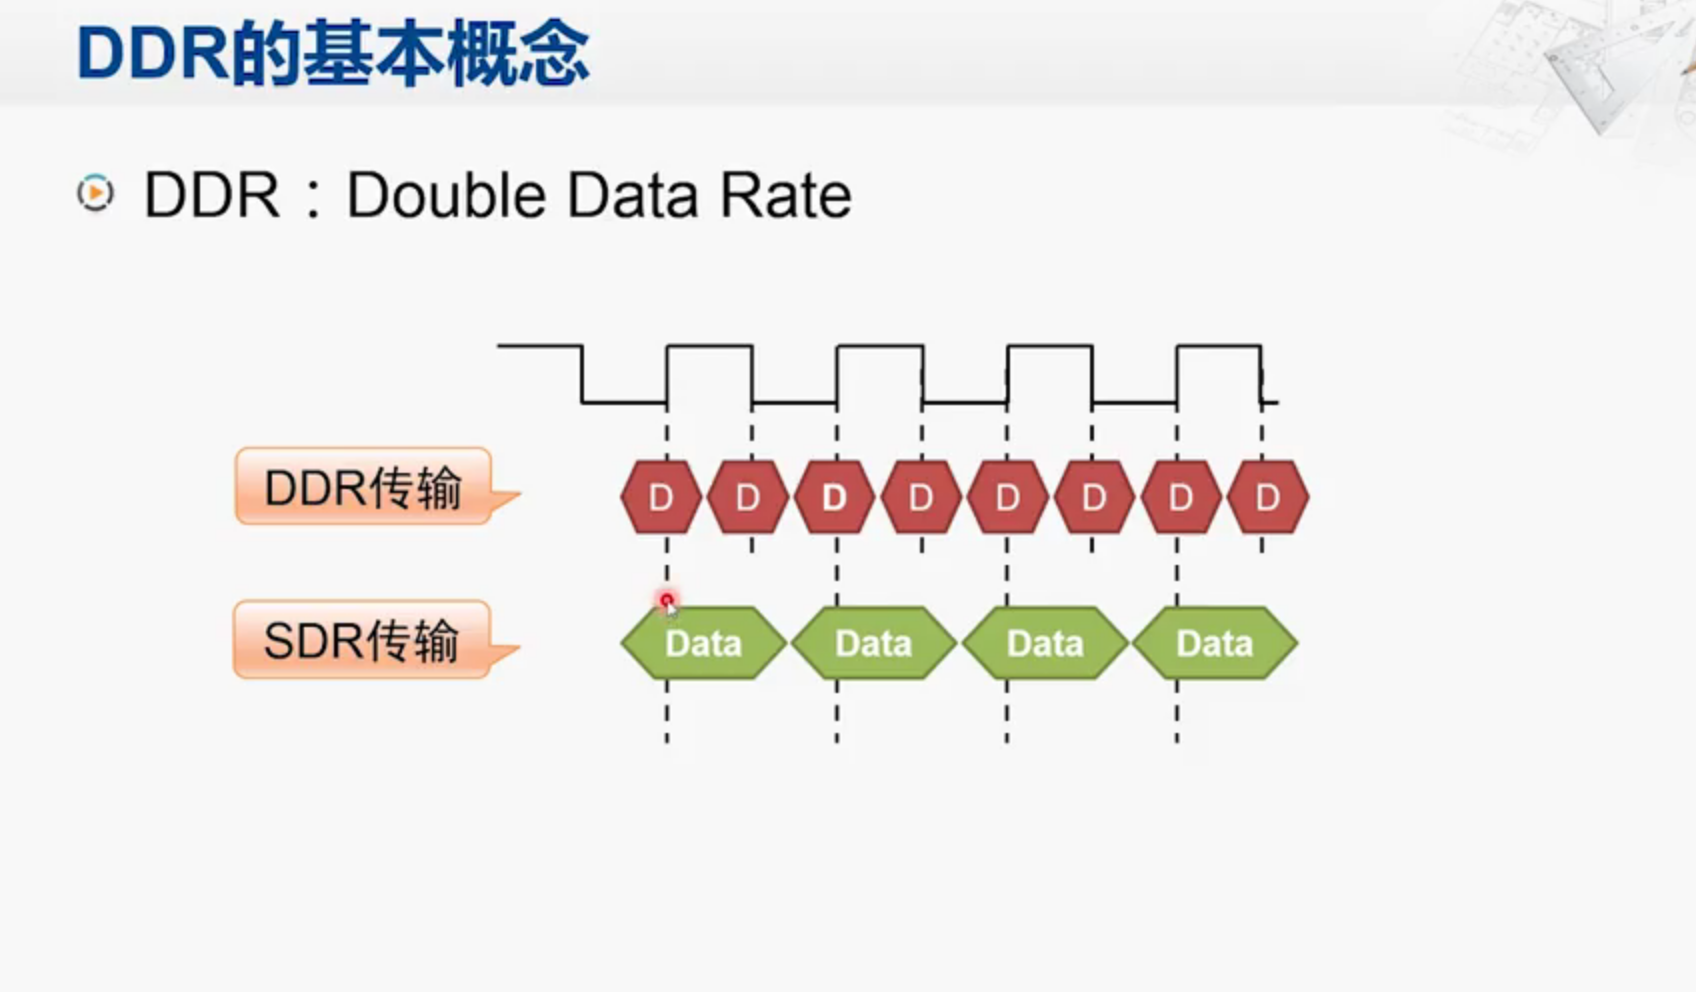 DDR的基本概念
DDR：Double Data Rate
DDR传输
D D D D D D D D
SDR传输
Data Data Data Data